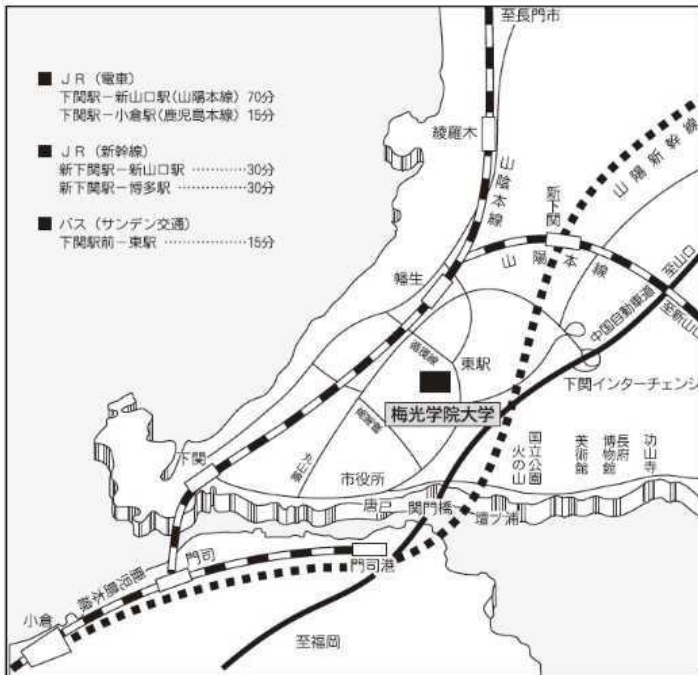 ■ JR（電車）
下関駅－新山口駅(山陽本線) 70分
下関駅－小倉駅(鹿児島本線) 15分
■ JR（新幹線）
新下関駅－新山口駅 …………30分
新下関駅－博多駅 ……………30分
■ バス（サンデン交通）
下関駅前－東駅 ………………15分
至長門市
綾羅木
山陰本線
山陽新幹線
新下関
山陽本線
至山口
中国自動車道
至新山口
幡生
循環線
東駅
下関インターチェンジ
梅光学院大学
下関
丸山線
市役所
国立公園
火の山
美術館
長府
博物館
功山寺
唐戸
関門橋
壇ノ浦
門司
門司港
鹿児島本線
小倉
至福岡